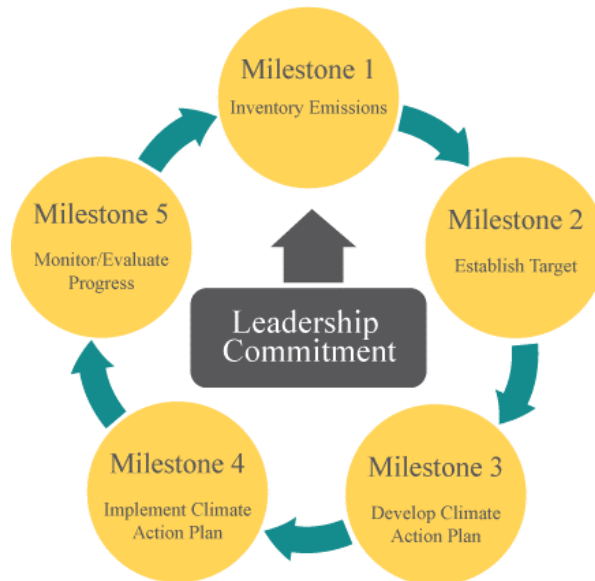 Milestone 1
Inventory Emissions
Milestone 2
Establish Target
Milestone 3
Develop Climate
Action Plan
Milestone 4
Implement Climate
Action Plan
Milestone 5
Monitor/Evaluate
Progress
Leadership
Commitment